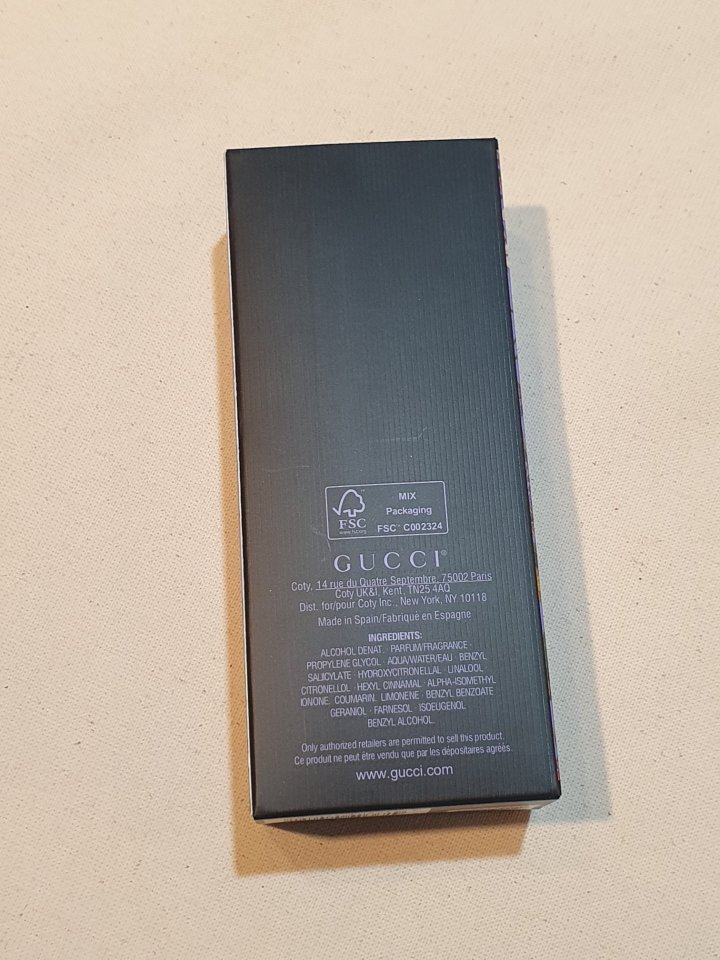 MIX
Packaging
FSC™ C002324
FSC
www.fsc.org
GUCCI®
Coty, 14 rue du Quatre Septembre, 75002 Paris
Coty UK&I, Kent, TN25 4AQ
Dist. for/pour Coty Inc., New York, NY 10118
Made in Spain/Fabriqué en Espagne
INGREDIENTS:
ALCOHOL DENAT. · PARFUM/FRAGRANCE ·
PROPYLENE GLYCOL · AQUA/WATER/EAU · BENZYL
SALICYLATE · HYDROXYCITRONELLAL · LINALOOL
CITRONELLOL · HEXYL CINNAMAL · ALPHA-ISOMETHYL
IONONE. COUMARIN. LIMONENE · BENZYL BENZOATE
GERANIOL · FARNESOL · ISOEUGENOL
BENZYL ALCOHOL.
Only authorized retailers are permitted to sell this product.
Ce produit ne peut être vendu que par les dépositaires agréés.
www.gucci.com